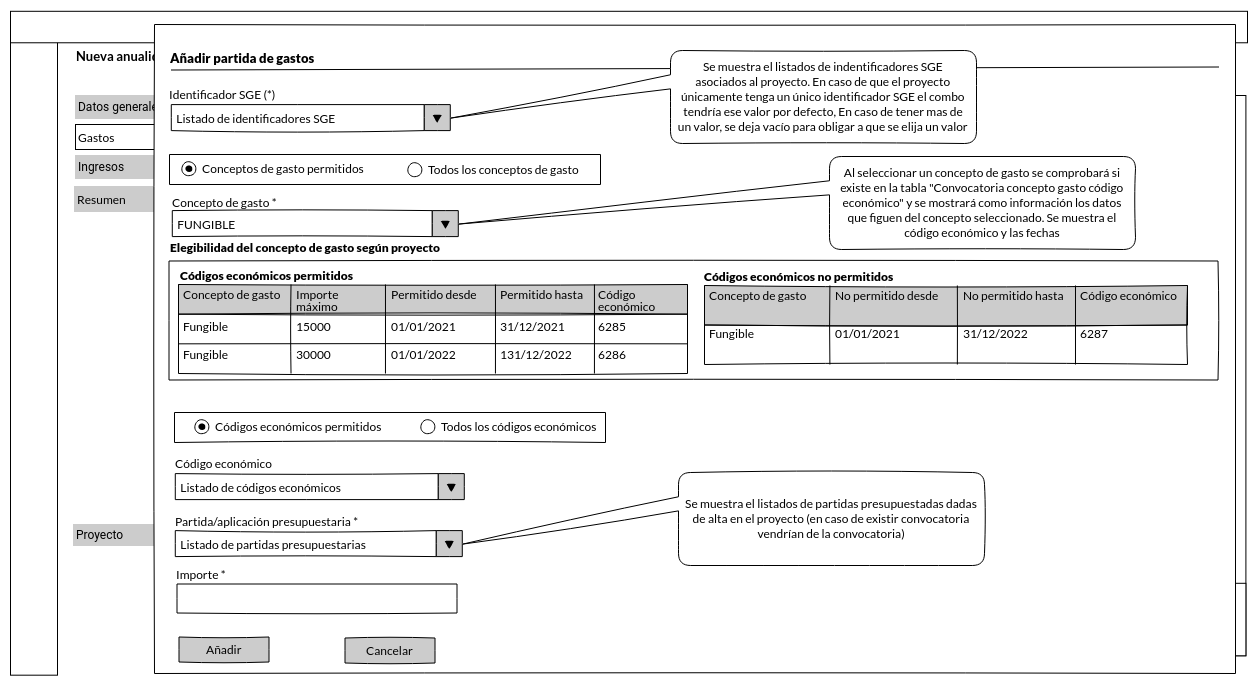 Nueva anualid
Datos generale
Gastos
Ingresos
Resumen
Proyecto
Añadir partida de gastos
Se muestra el listados de indentificadores SGE
asociados al proyecto. En caso de que el proyecto
únicamente tenga un único identificador SGE el combo
tendría ese valor por defecto, En caso de tener mas de
un valor, se deja vacío para obligar a que se elija un valor
Identificador SGE (*)
Listado de identificadores SGE
Conceptos de gasto permitidos
Todos los conceptos de gasto
Al seleccionar un concepto de gasto se comprobará si
existe en la tabla "Convocatoria concepto gasto código
económico" y se mostrará como información los datos
que figuen del concepto seleccionado. Se muestra el
código económico y las fechas
Concepto de gasto *
FUNGIBLE
Elegibilidad del concepto de gasto según proyecto
Códigos económicos permitidos
Concepto de gasto Importe máximo Permitido desde Permitido hasta Código económico
Fungible 15000 01/01/2021 31/12/2021 6285
Fungible 30000 01/01/2022 131/12/2022 6286
Códigos económicos no permitidos
Concepto de gasto No permitido desde No permitido hasta Código económico
Fungible 01/01/2021 31/12/2022 6287
Códigos económicos permitidos
Todos los códigos económicos
Código económico
Listado de códigos económicos
Se muestra el listados de partidas presupuestadas dadas
de alta en el proyecto (en caso de existir convocatoria
vendrían de la convocatoria)
Partida/aplicación presupuestaria *
Listado de partidas presupuestarias
Importe *
Añadir
Cancelar